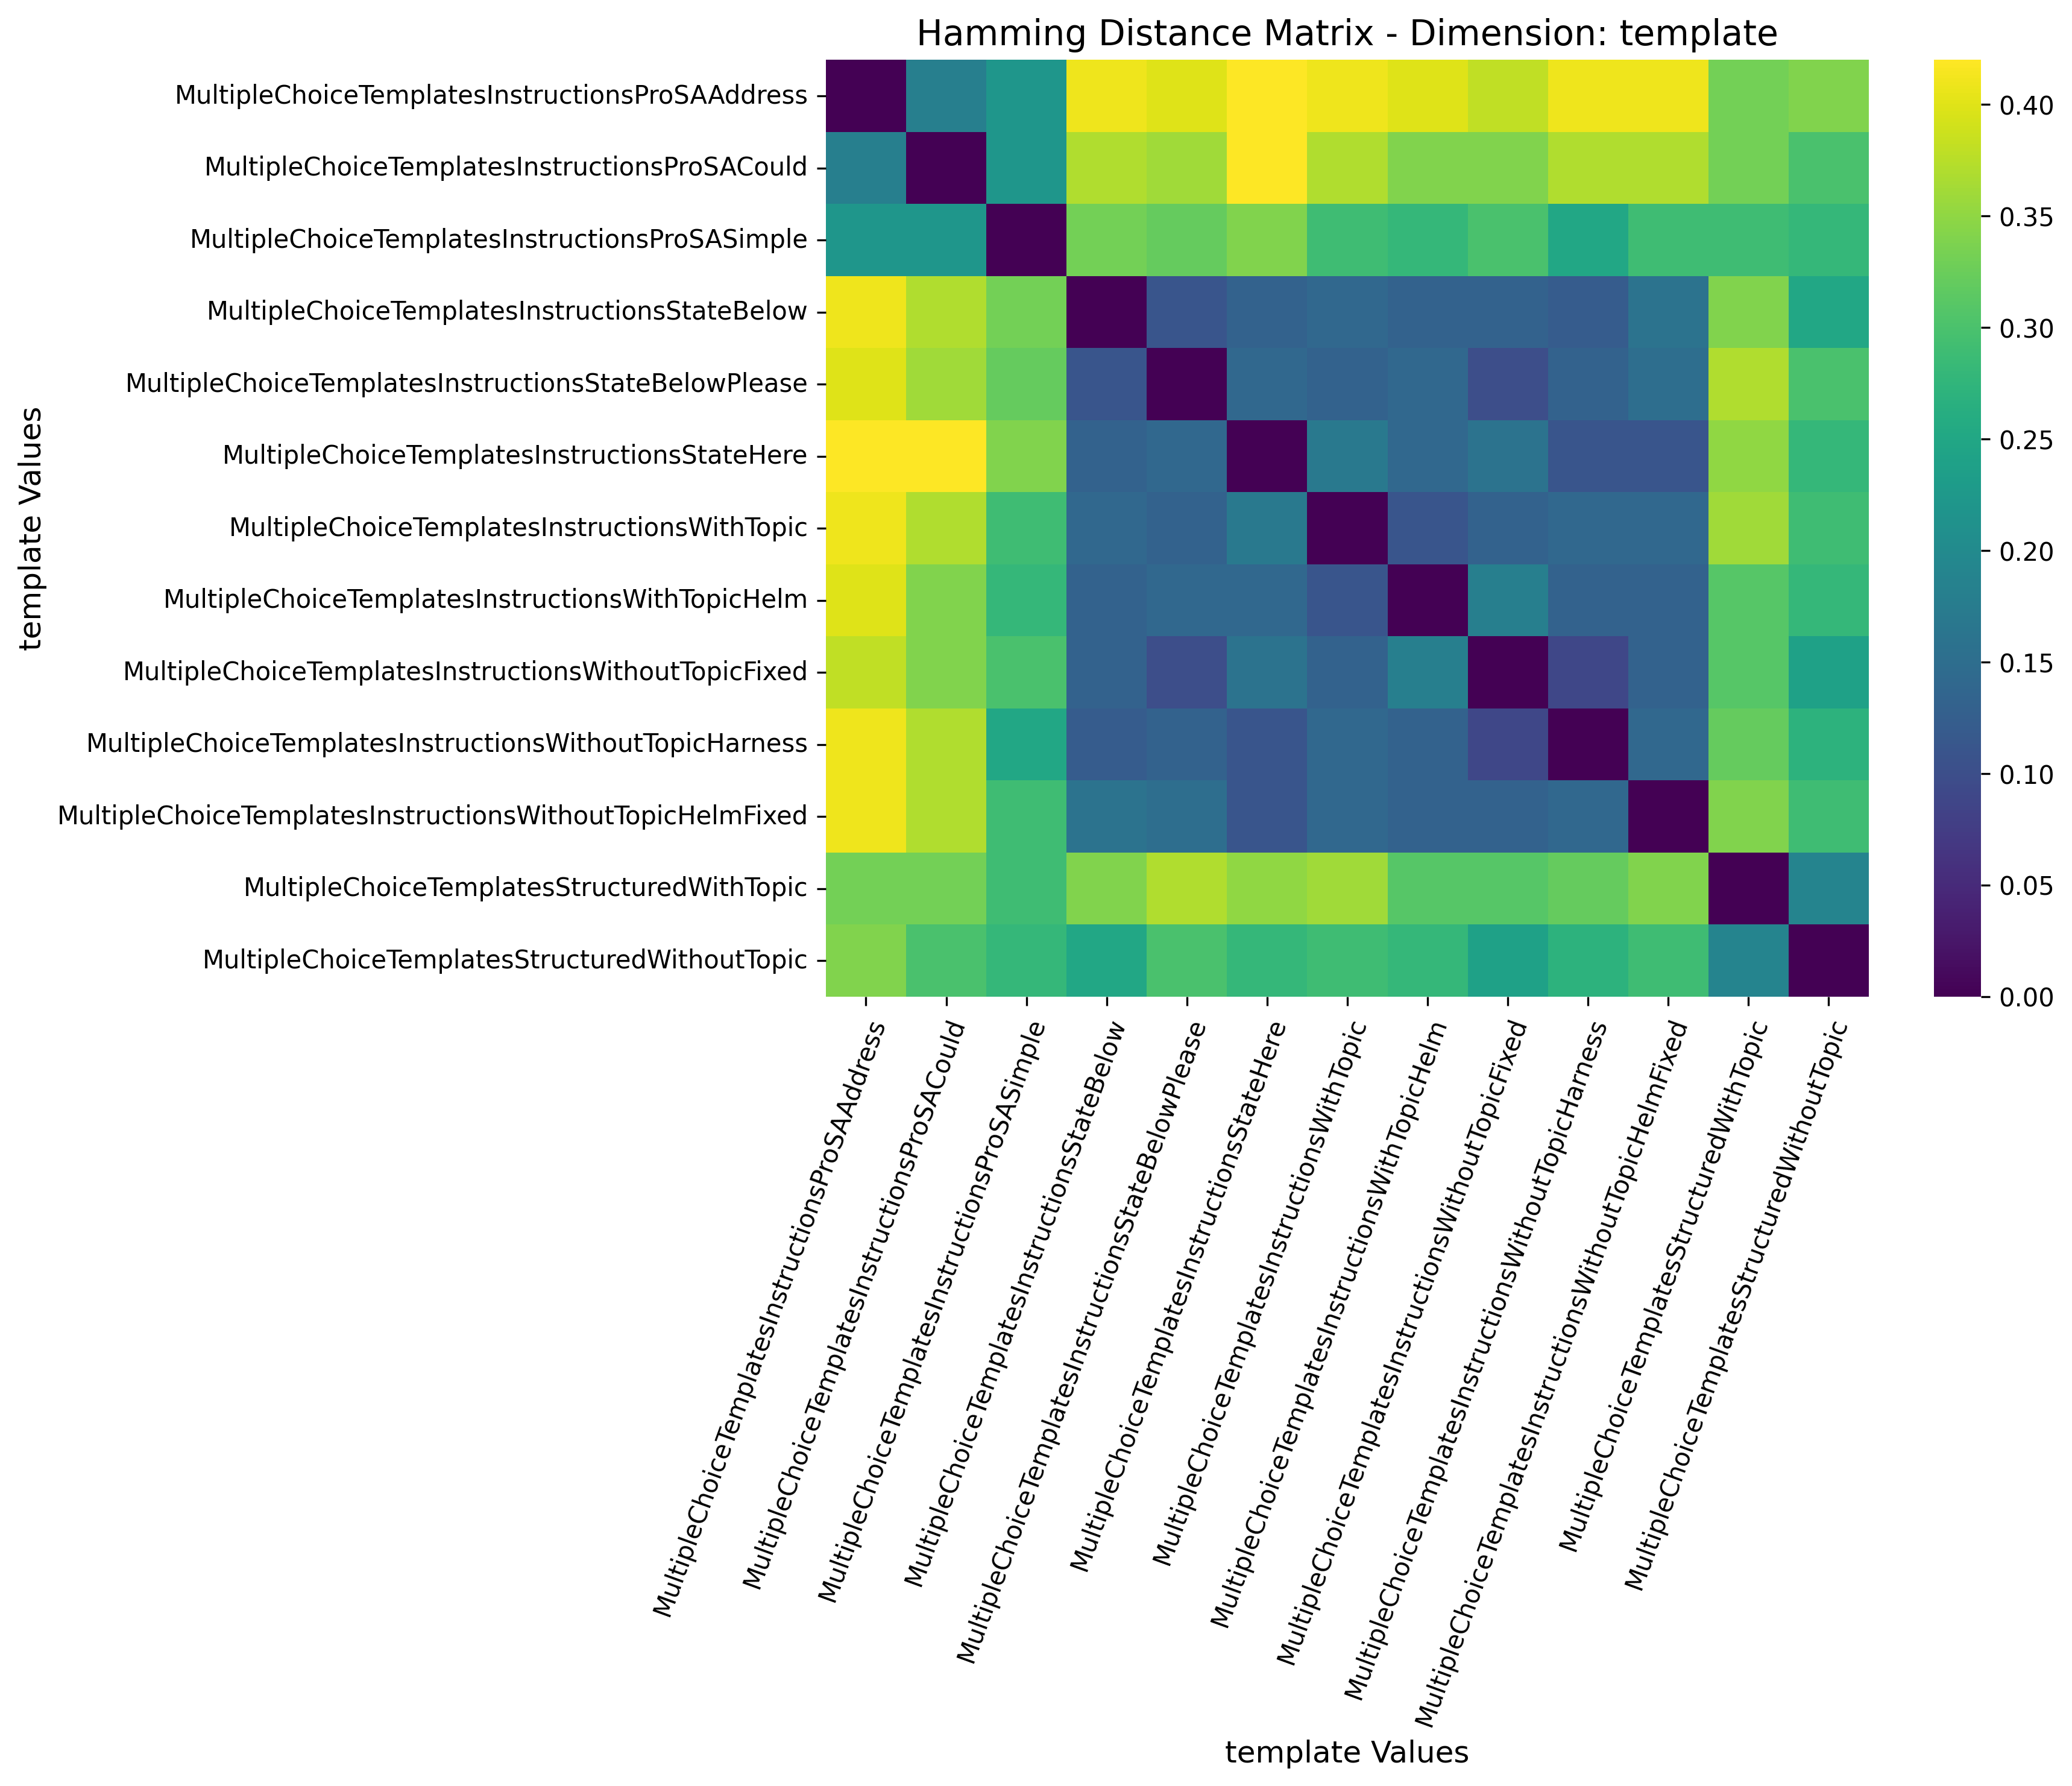 Hamming Distance Matrix - Dimension: template
template Values
MultipleChoiceTemplatesInstructionsProSAAddress
MultipleChoiceTemplatesInstructionsProSACould
MultipleChoiceTemplatesInstructionsProSASimple
MultipleChoiceTemplatesInstructionsStateBelow
MultipleChoiceTemplatesInstructionsStateBelowPlease
MultipleChoiceTemplatesInstructionsStateHere
MultipleChoiceTemplatesInstructionsWithTopic
MultipleChoiceTemplatesInstructionsWithTopicHelm
MultipleChoiceTemplatesInstructionsWithoutTopicFixed
MultipleChoiceTemplatesInstructionsWithoutTopicHarness
MultipleChoiceTemplatesInstructionsWithoutTopicHelmFixed
MultipleChoiceTemplatesStructuredWithTopic
MultipleChoiceTemplatesStructuredWithoutTopic
0.40
0.35
0.30
0.25
0.20
0.15
0.10
0.05
0.00
MultipleChoiceTemplatesInstructionsProSAAddress
MultipleChoiceTemplatesInstructionsProSACould
MultipleChoiceTemplatesInstructionsProSASimple
MultipleChoiceTemplatesInstructionsStateBelow
MultipleChoiceTemplatesInstructionsStateBelowPlease
MultipleChoiceTemplatesInstructionsStateHere
MultipleChoiceTemplatesInstructionsWithTopic
MultipleChoiceTemplatesInstructionsWithTopicHelm
MultipleChoiceTemplatesInstructionsWithoutTopicFixed
MultipleChoiceTemplatesInstructionsWithoutTopicHarness
MultipleChoiceTemplatesInstructionsWithoutTopicHelmFixed
MultipleChoiceTemplatesStructuredWithTopic
MultipleChoiceTemplatesStructuredWithoutTopic
template Values